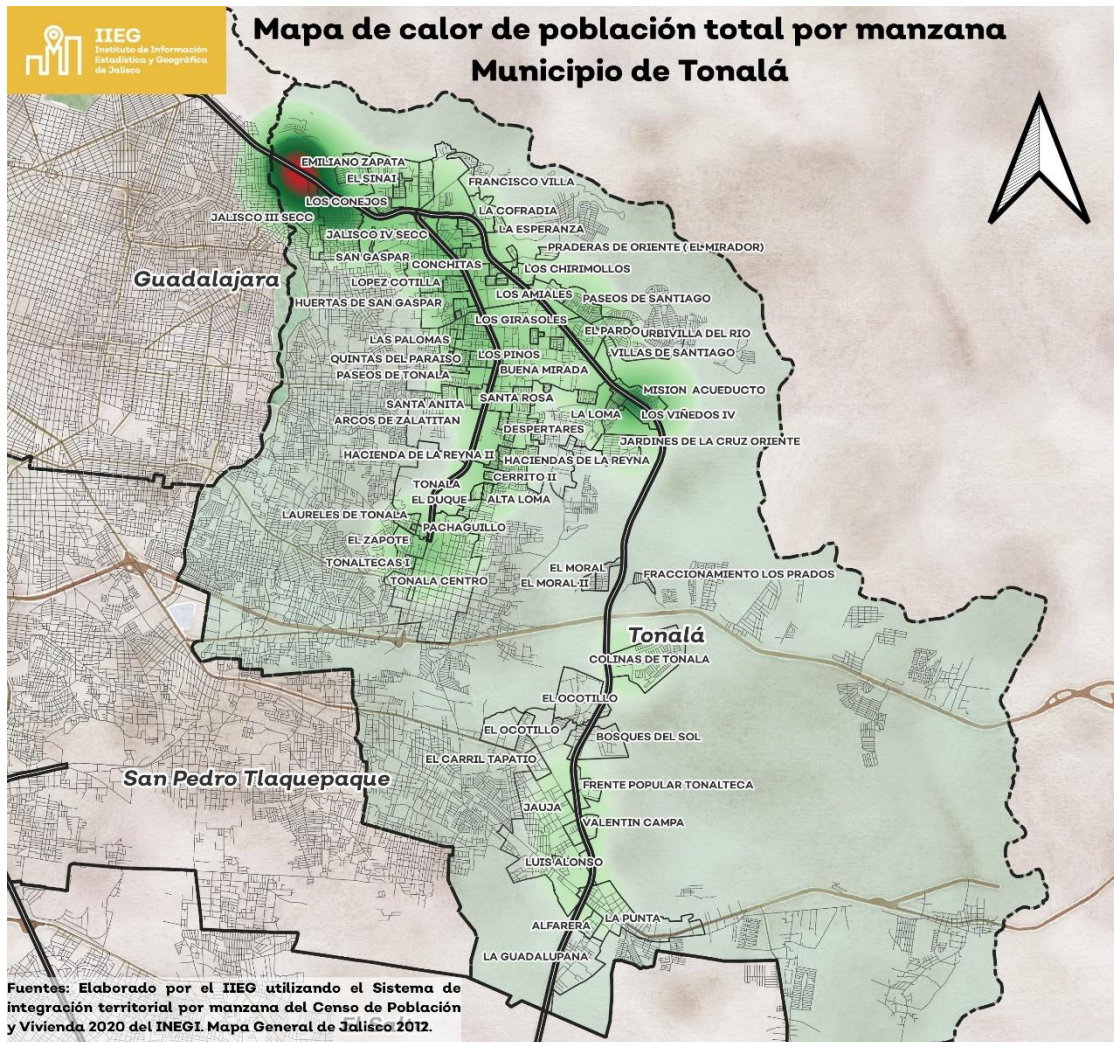 IIEG
Instituto de Información
Estadística y Geográfica
de Jalisco
Mapa de calor de población total por manzana
Municipio de Tonalá
EMILIANO ZAPATA
EL SINAI
FRANCISCO VILLA
LOS CONEJOS
LA COFRADIA
JALISCO III SECC
LA ESPERANZA
JALISCO IV SECC
PRADERAS DE ORIENTE ( EL MIRADOR)
SAN GASPAR
CONCHITAS
LOS CHIRIMOLLOS
Guadalajara
LOPEZ COTILLA
LOS AMIALES
PASEOS DE SANTIAGO
HUERTAS DE SAN GASPAR
LOS GIRASOLES
EL PARDO
URBIVILLA DEL RIO
LAS PALOMAS
VILLAS DE SANTIAGO
QUINTAS DEL PARAISO
LOS PINOS
BUENA MIRADA
PASEOS DE TONALA
MISION ACUEDUCTO
SANTA ROSA
SANTA ANITA
LA LOMA
LOS VIÑEDOS IV
ARCOS DE ZALATITAN
DESPERTARES
JARDINES DE LA CRUZ ORIENTE
HACIENDA DE LA REYNA II
HACIENDAS DE LA REYNA
CERRITO II
TONALA
EL DUQUE
ALTA LOMA
LAURELES DE TONALA
PACHAGUILLO
EL ZAPOTE
TONALTECAS I
EL MORAL
FRACCIONAMIENTO LOS PRADOS
TONALA CENTRO
EL MORAL II
Tonalá
COLINAS DE TONALA
EL OCOTILLO
EL OCOTILLO
BOSQUES DEL SOL
EL CARRIL TAPATIO
San Pedro Tlaquepaque
FRENTE POPULAR TONALTECA
JAUJA
VALENTIN CAMPA
LUIS ALONSO
LA PUNTA
ALFARERA
LA GUADALUPANA
Fuentes: Elaborado por el IIEG utilizando el Sistema de
integración territorial por manzana del Censo de Población
y Vivienda 2020 del INEGI. Mapa General de Jalisco 2012.